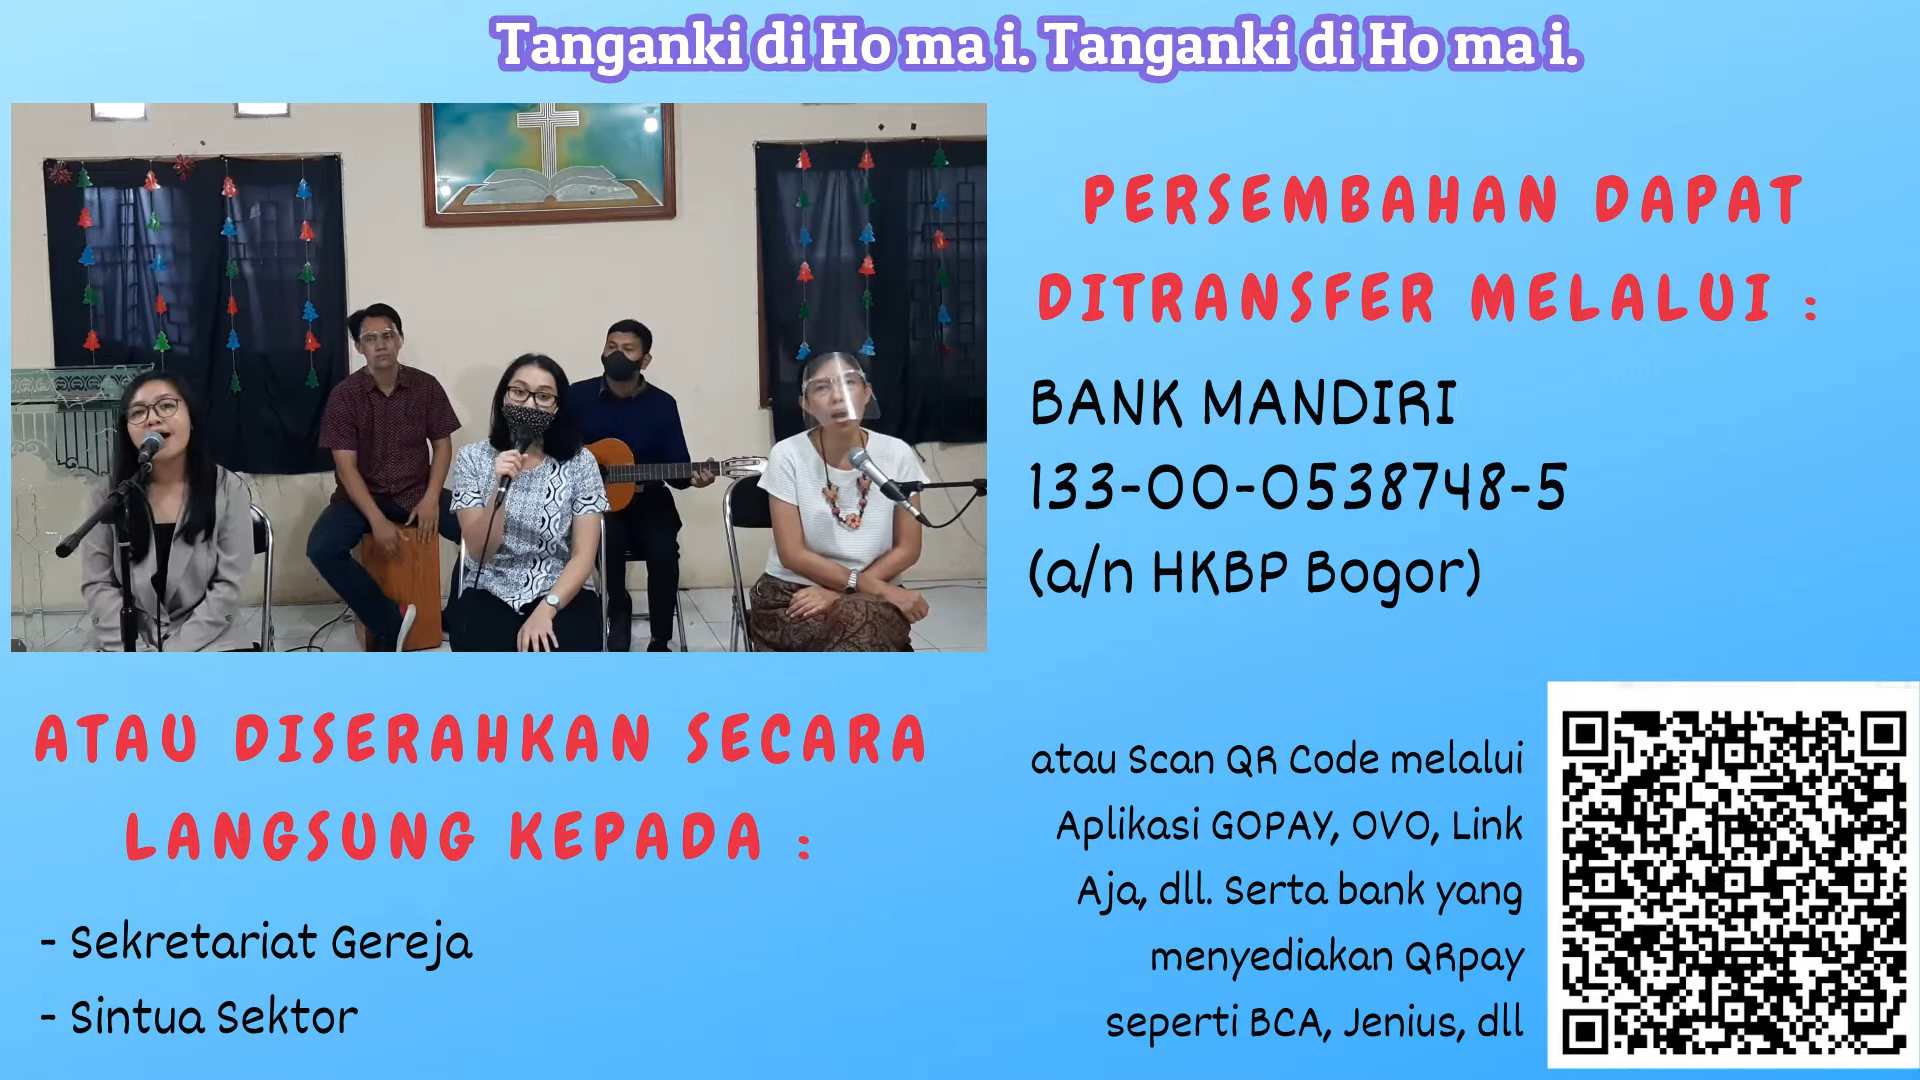 Tanganki di Ho ma i. Tanganki di Ho ma i.
PERSEMBAHAN DAPAT
DITRANSFER MELALUI :
BANK MANDIRI
133-00-0538748-5
(a/n HKBP Bogor)
ATAU DISERAHKAN SECARA
LANGSUNG KEPADA :
- Sekretariat Gereja
- Sintua Sektor
atau Scan QR Code melalui
Aplikasi GOPAY, OVO, Link
Aja, dll. Serta bank yang
menyediakan QRpay
seperti BCA, Jenius, dll